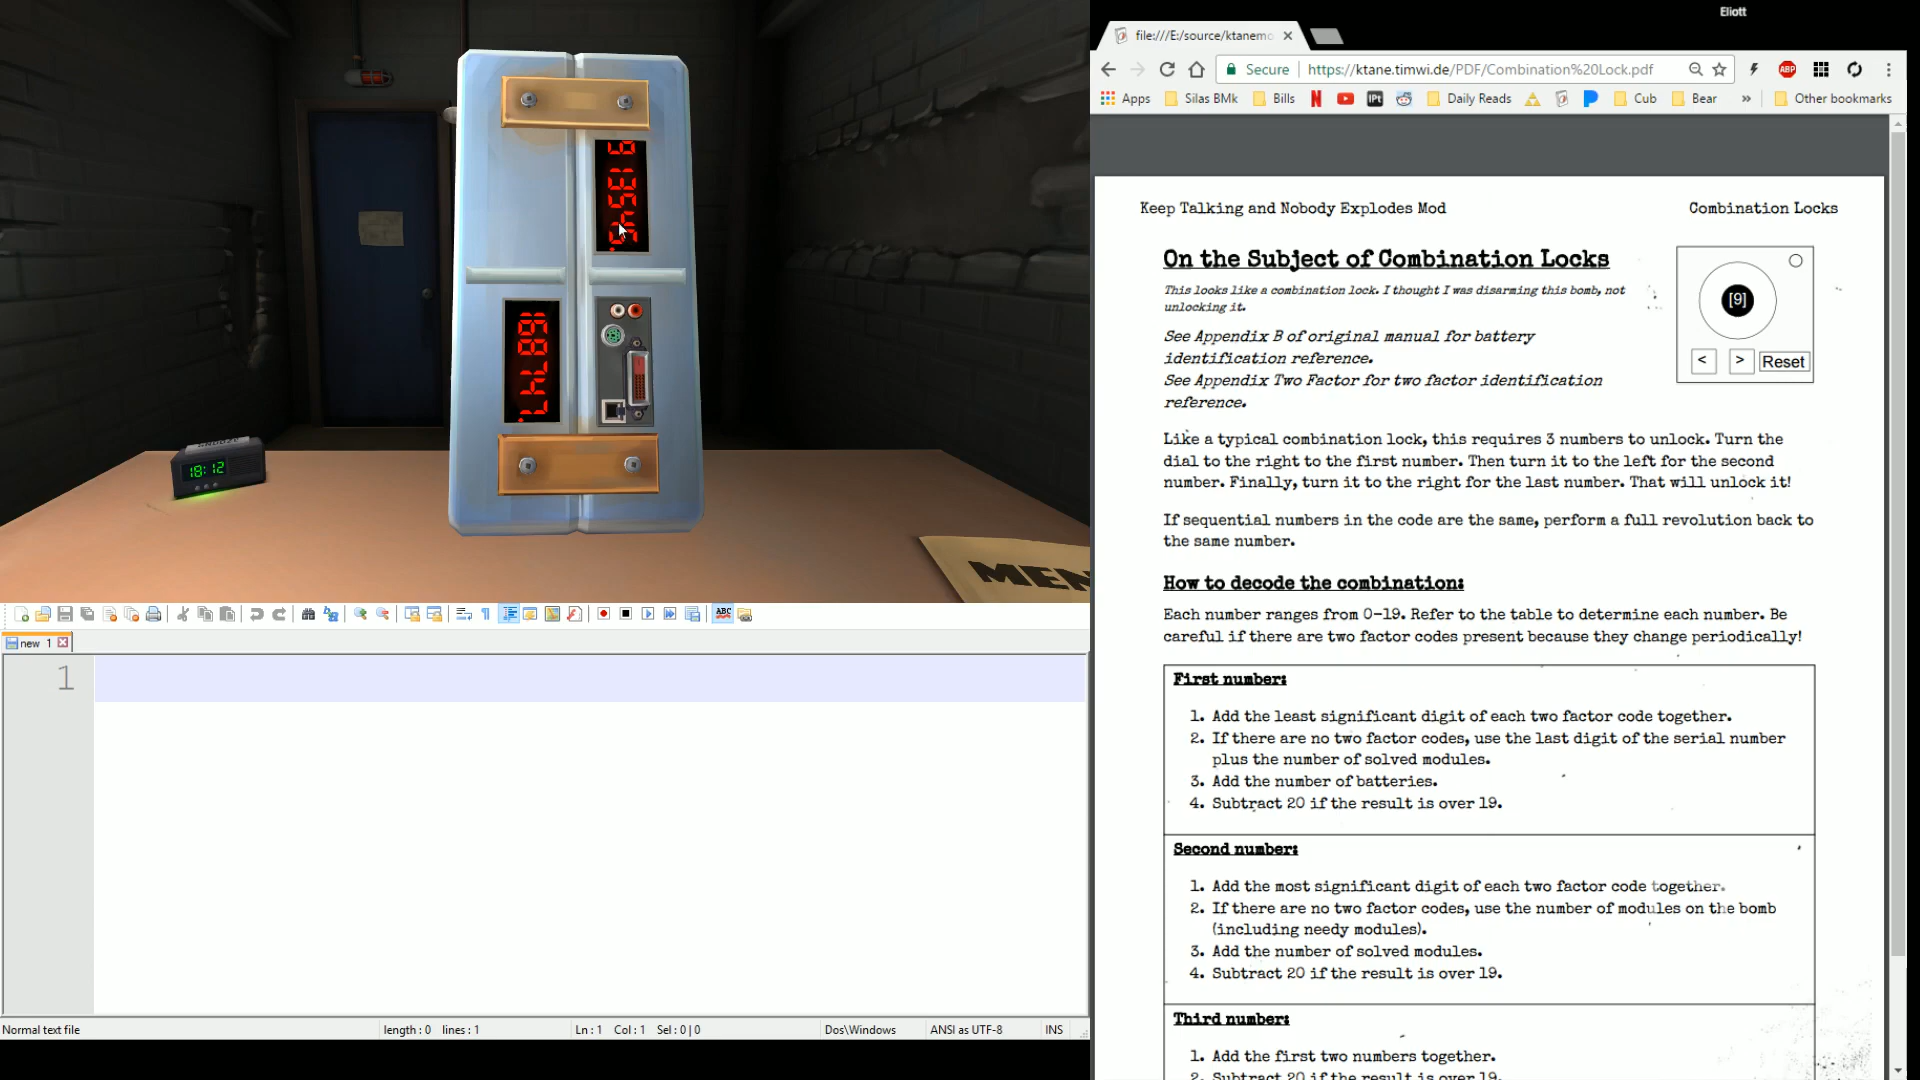 Eliott
file:///E:/source/ktanemo
Secure
https://ktane.timwi.de/PDF/Combination%20Lock.pdf
ABP
Apps
Silas BMk
Bills
IPt
Daily Reads
Cub
Bear
»
Other bookmarks
Keep Talking and Nobody Explodes Mod
Combination Locks
On the Subject of Combination Locks
This looks like a combination lock. I thought I was disarming this bomb, not
unlocking it.
See Appendix B of original manual for battery
identification reference.
See Appendix Two Factor for two factor identification
reference.
[9]
<
>
Reset
Like a typical combination lock, this requires 3 numbers to unlock. Turn the
dial to the right to the first number. Then turn it to the left for the second
number. Finally, turn it to the right for the last number. That will unlock it!
If sequential numbers in the code are the same, perform a full revolution back to
the same number.
How to decode the combination:
Each number ranges from 0-19. Refer to the table to determine each number. Be
careful if there are two factor codes present because they change periodically!
First number:
1. Add the least significant digit of each two factor code together.
2. If there are no two factor codes, use the last digit of the serial number
plus the number of solved modules.
3. Add the number of batteries.
4. Subtract 20 if the result is over 19.
Second number:
1. Add the most significant digit of each two factor code together.
2. If there are no two factor codes, use the number of modules on the bomb
(including needy modules).
3. Add the number of solved modules.
4. Subtract 20 if the result is over 19.
Third number:
1. Add the first two numbers together.
2. Subtract 20 if the result is over 19.
18:12
MEN
ABC
new 1
1
Normal text file
length : 0
lines : 1
Ln : 1
Col : 1
Sel : 0 | 0
Dos\Windows
ANSI as UTF-8
INS